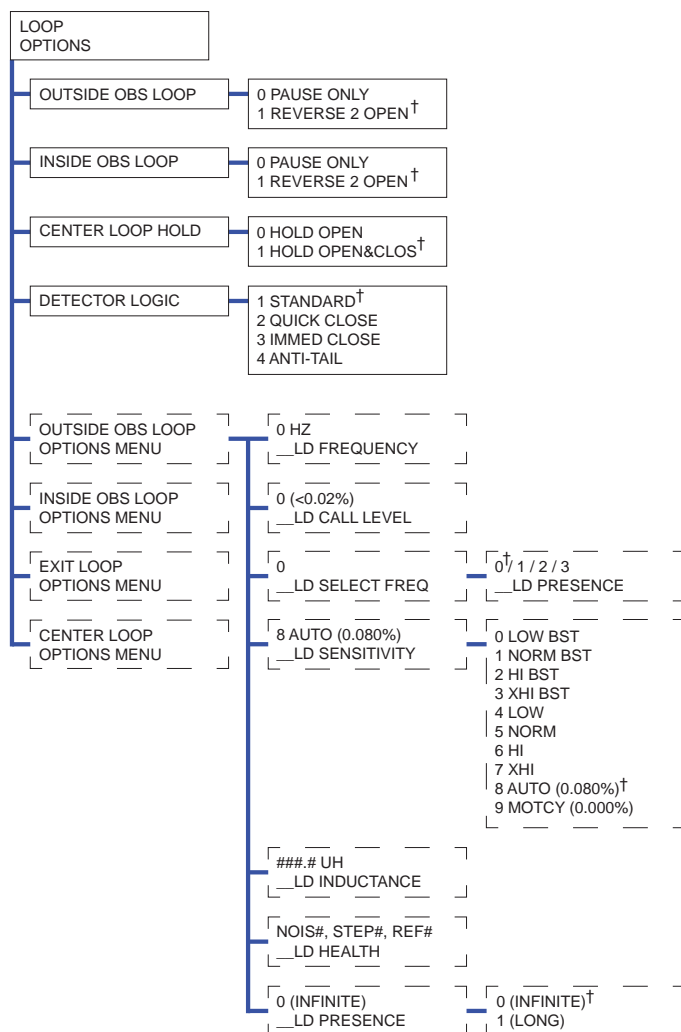 LOOP
OPTIONS
OUTSIDE OBS LOOP
0 PAUSE ONLY
1 REVERSE 2 OPEN†
INSIDE OBS LOOP
0 PAUSE ONLY
1 REVERSE 2 OPEN†
CENTER LOOP HOLD
0 HOLD OPEN
1 HOLD OPEN&CLOS†
DETECTOR LOGIC
1 STANDARD†
2 QUICK CLOSE
3 IMMED CLOSE
4 ANTI-TAIL
OUTSIDE OBS LOOP
OPTIONS MENU
0 HZ
__LD FREQUENCY
INSIDE OBS LOOP
OPTIONS MENU
0 (<0.02%)
__LD CALL LEVEL
EXIT LOOP
OPTIONS MENU
0
__LD SELECT FREQ
0†/ 1 / 2 / 3
__LD PRESENCE
CENTER LOOP
OPTIONS MENU
8 AUTO (0.080%)
__LD SENSITIVITY
0 LOW BST
1 NORM BST
2 HI BST
3 XHI BST
4 LOW
5 NORM
6 HI
7 XHI
8 AUTO (0.080%)†
9 MOTCY (0.000%)
###.# UH
__LD INDUCTANCE
NOIS#, STEP#, REF#
__LD HEALTH
0 (INFINITE)
__LD PRESENCE
0 (INFINITE)†
1 (LONG)